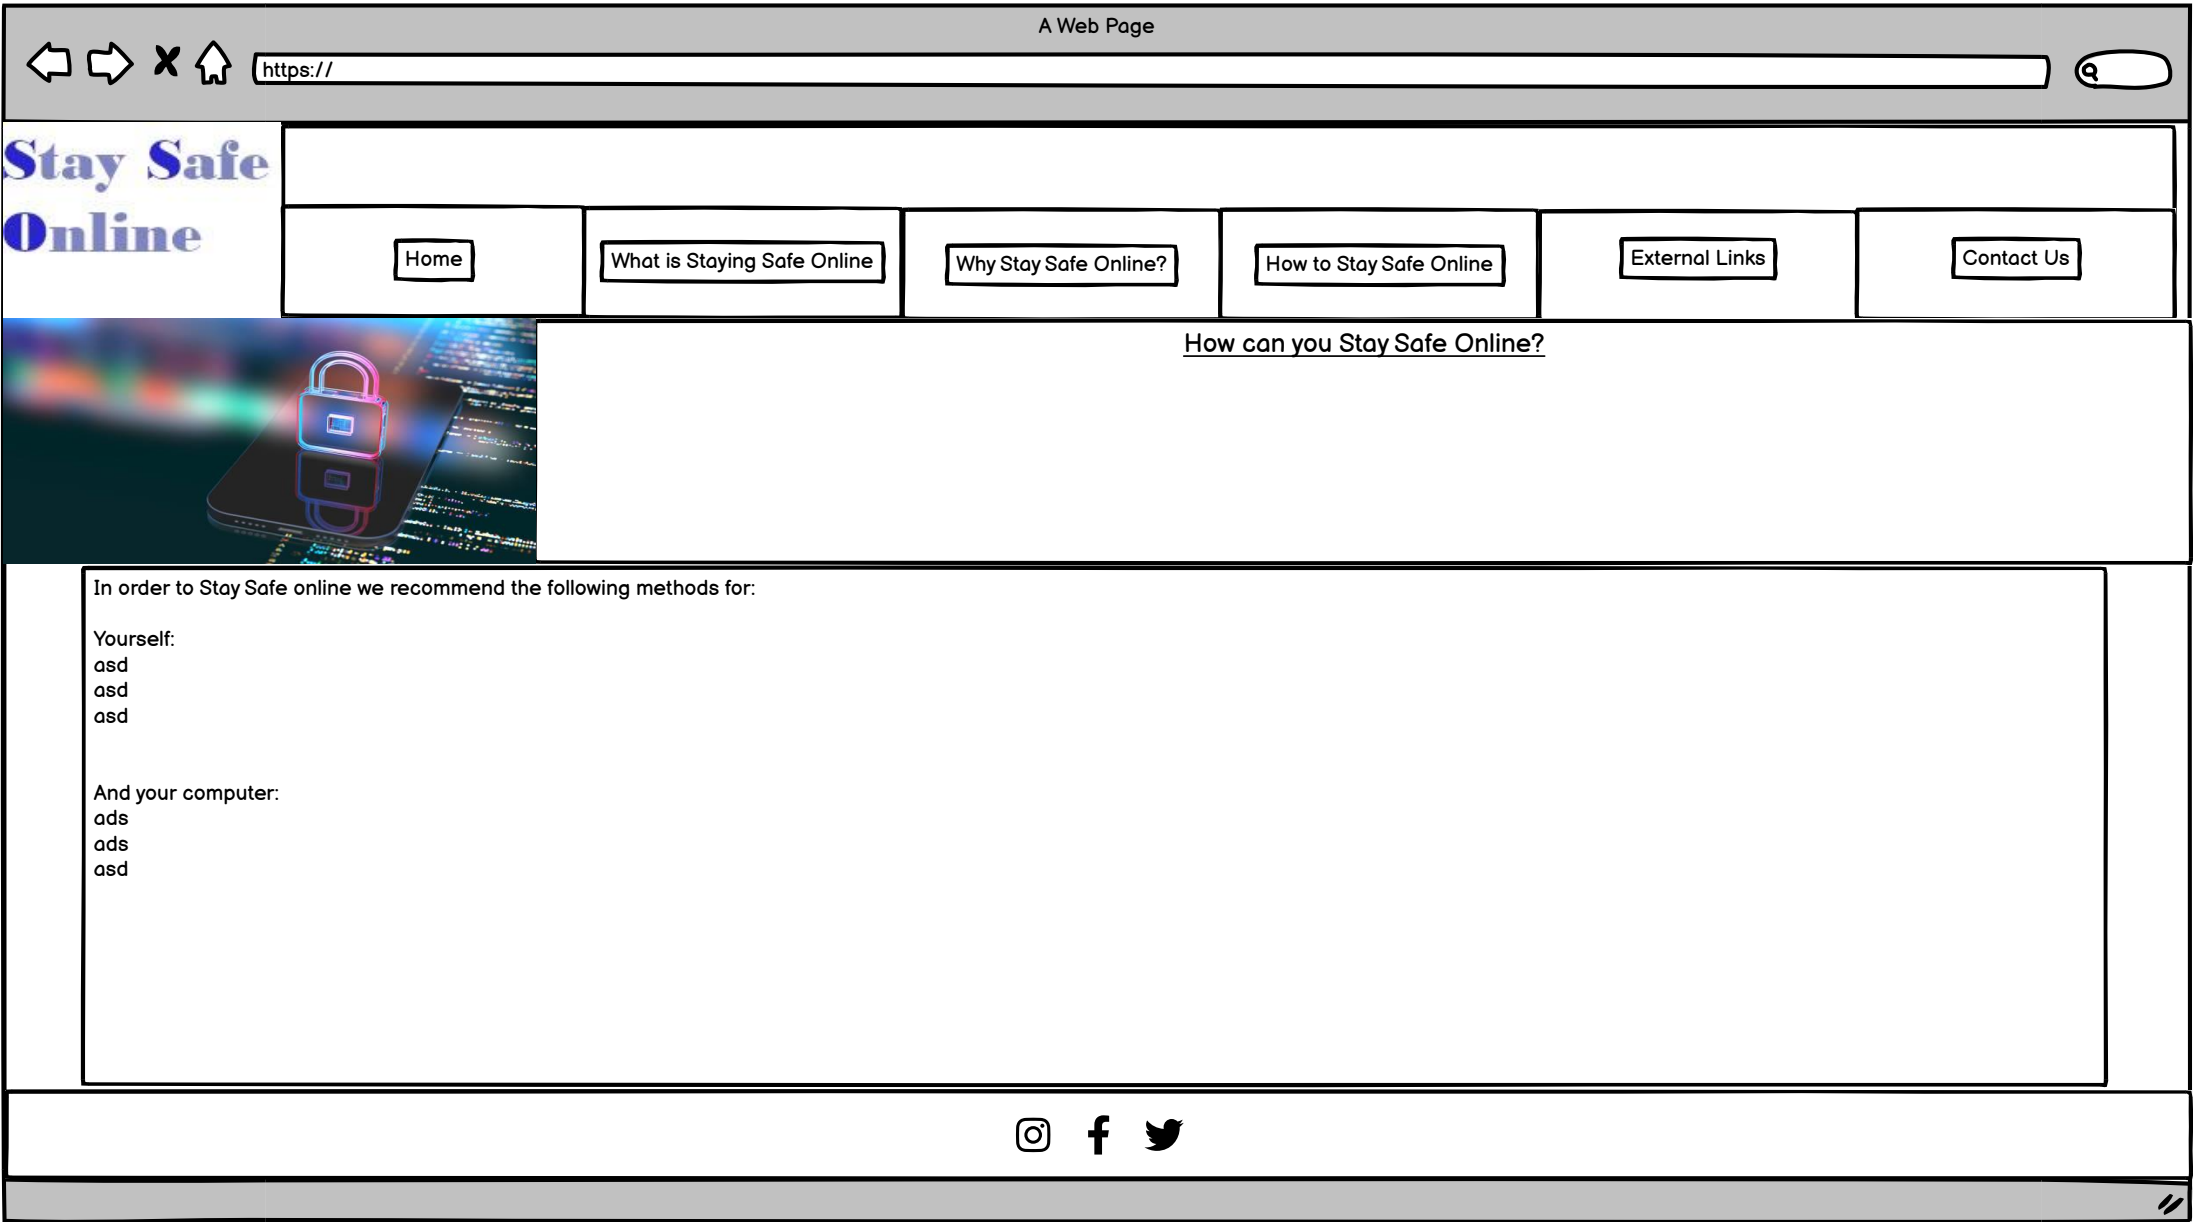 A Web Page
https://
Stay Safe
Online
Home
What is Staying Safe Online
Why Stay Safe Online?
How to Stay Safe Online
External Links
Contact Us
How can you Stay Safe Online?
In order to Stay Safe online we recommend the following methods for:
Yourself:
asd
asd
asd
And your computer:
ads
ads
asd